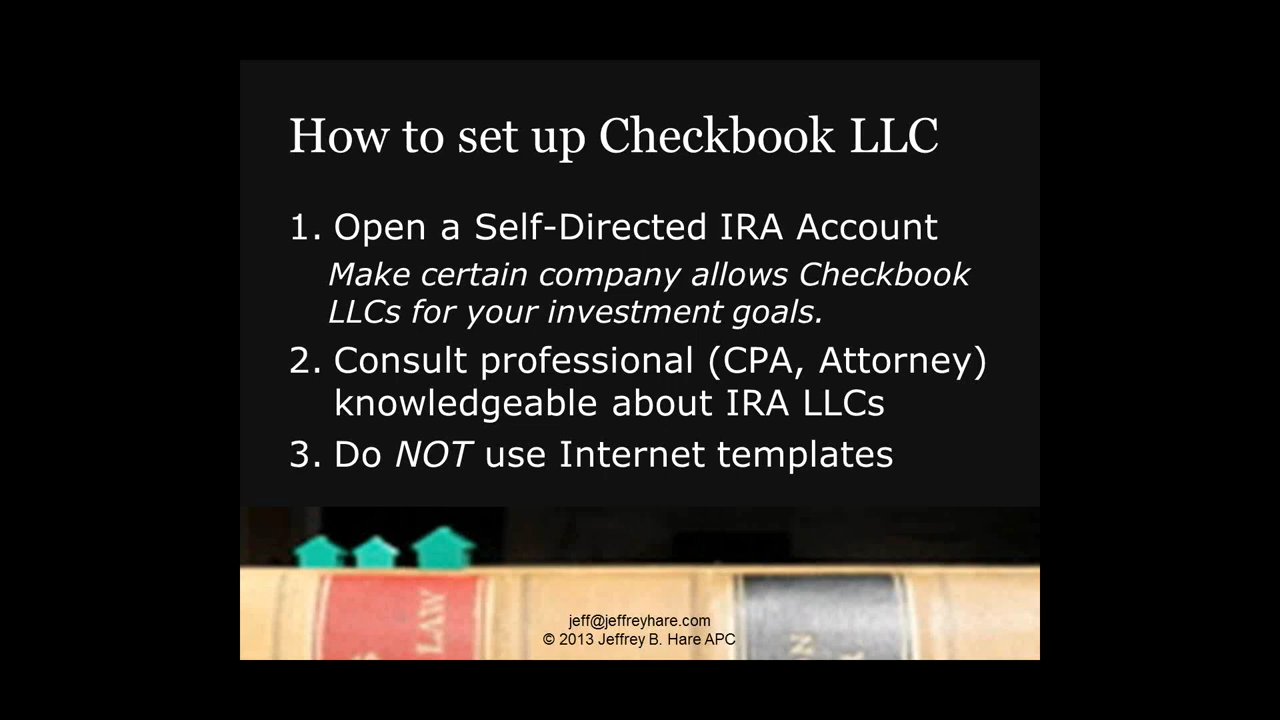 How to set up Checkbook LLC
1. Open a Self-Directed IRA Account
Make certain company allows Checkbook
LLCs for your investment goals.
2. Consult professional (CPA, Attorney)
knowledgeable about IRA LLCs
3. Do NOT use Internet templates
LAW
jeff@jeffreyhare.com
© 2013 Jeffrey B. Hare APC